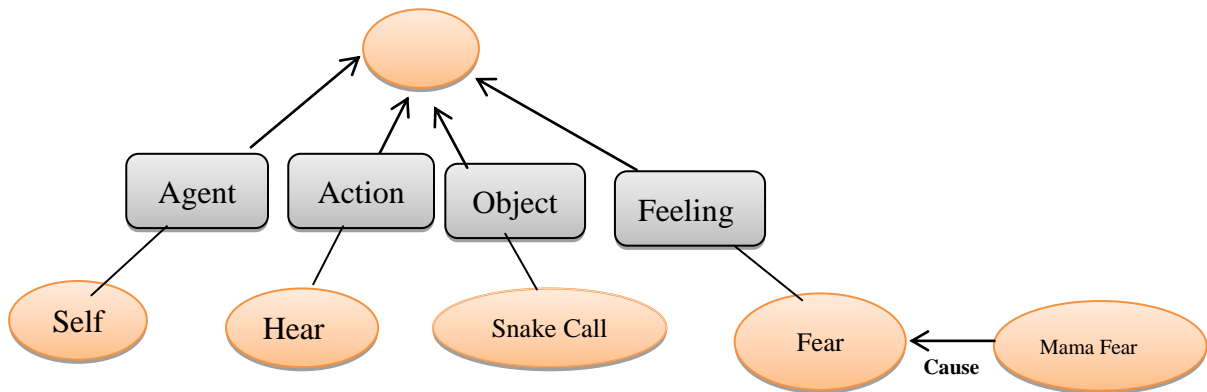 Agent
Action
Object
Feeling
Self
Hear
Snake Call
Fear
Cause
Mama Fear